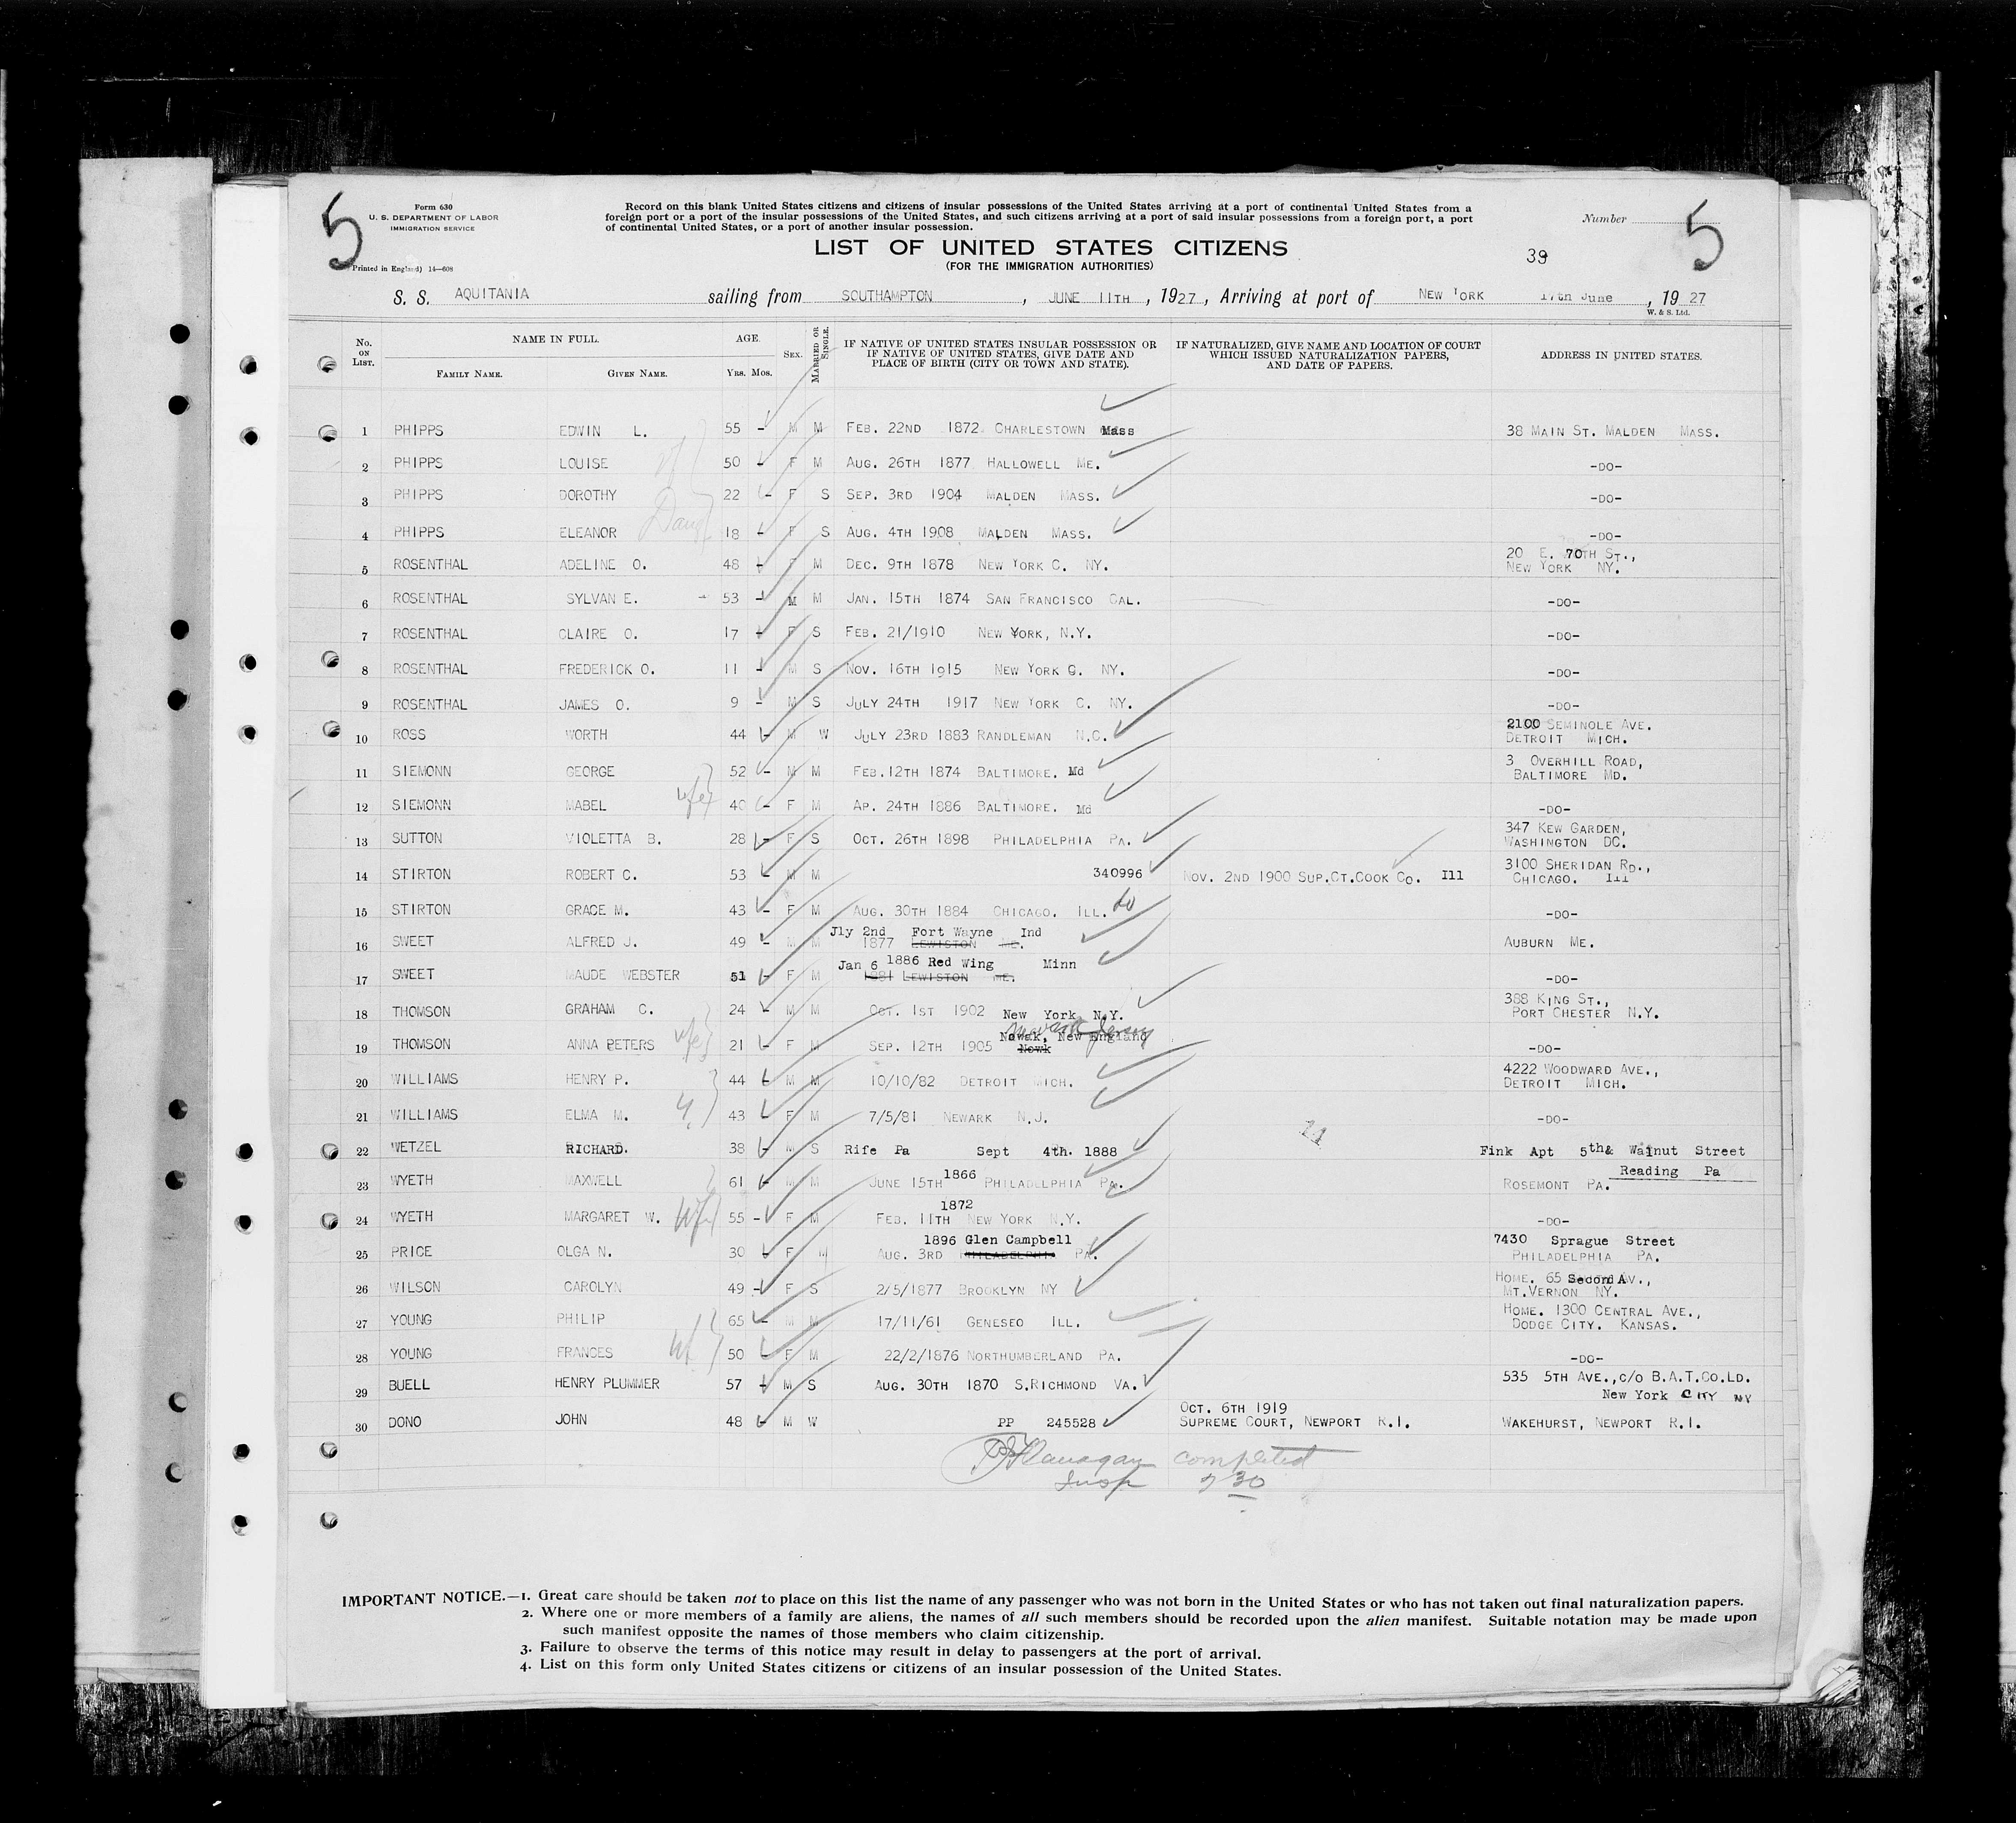 5
Form 630
U. S. DEPARTMENT OF LABOR
IMMIGRATION SERVICE
Printed in England) 14—608
Record on this blank United States citizens and citizens of insular possessions of the United States arriving at a port of continental United States from a
foreign port or a port of the insular possessions of the United States, and such citizens arriving at a port of said insular possessions from a foreign port, a port
of continental United States, or a port of another insular possession.
Number
5
LIST OF UNITED STATES CITIZENS
(FOR THE IMMIGRATION AUTHORITIES)
39
S. S. AQUITANIA sailing from SOUTHAMPTON, JUNE 11TH, 1927, Arriving at port of NEW YORK 17th June, 1927
W. & S. Ltd.
No. ON LIST. NAME IN FULL. FAMILY NAME. GIVEN NAME. AGE. YRS. MOS. SEX. MARRIED OR SINGLE. IF NATIVE OF UNITED STATES INSULAR POSSESSION OR IF NATIVE OF UNITED STATES, GIVE DATE AND PLACE OF BIRTH (CITY OR TOWN AND STATE). IF NATURALIZED, GIVE NAME AND LOCATION OF COURT WHICH ISSUED NATURALIZATION PAPERS, AND DATE OF PAPERS. ADDRESS IN UNITED STATES.
1 PHIPPS EDWIN L. 55 - M M FEB. 22ND 1872. CHARLESTOWN Mass 38 MAIN ST. MALDEN MASS.
2 PHIPPS LOUISE 50 - F M AUG. 26TH 1877 HALLOWELL ME. -DO-
3 PHIPPS DOROTHY 22 - F S SEP. 3RD 1904 MALDEN MASS. -DO-
4 PHIPPS ELEANOR Daug 18 - F S AUG. 4TH 1908 MALDEN MASS. -DO-
5 ROSENTHAL ADELINE O. 48 - F M DEC. 9TH 1878 NEW YORK C. NY. 20 E. 70TH ST., NEW YORK NY.
6 ROSENTHAL SYLVAN E. - 53 - M M JAN. 15TH 1874 SAN FRANCISCO CAL. -DO-
7 ROSENTHAL CLAIRE O. 17 - F S FEB. 21/1910 NEW YORK, N.Y. -DO-
8 ROSENTHAL FREDERICK O. 11 - M S NOV. 16TH 1915 NEW YORK C. NY. -DO-
9 ROSENTHAL JAMES O. 9 - M S JULY 24TH 1917 NEW YORK C. NY. -DO-
10 ROSS WORTH 44 - M W JULY 23RD 1883 RANDLEMAN N.C. 2100 SEMINOLE AVE. DETROIT MICH.
11 SIEMONN GEORGE 52 - M M FEB.12TH 1874 BALTIMORE. Md 3 OVERHILL ROAD, BALTIMORE MD.
12 SIEMONN MABEL wfe 40 - F M AP. 24TH 1886 BALTIMORE. Md -DO-
13 SUTTON VIOLETTA B. 28 - F S OCT. 26TH 1898 PHILADELPHIA PA. 347 KEW GARDEN, WASHINGTON DC.
14 STIRTON ROBERT C. 53 - M M 340996 NOV. 2ND 1900 SUP.CT.COOK CO. Ill 3100 SHERIDAN RD., CHICAGO. Ill
15 STIRTON GRACE M. 43 - F M AUG. 30TH 1884 CHICAGO. ILL. do -DO-
16 SWEET ALFRED J. 49 - M M Jly 2nd 1877 Fort Wayne Ind LEWISTON ME. AUBURN ME.
17 SWEET MAUDE WEBSTER 51 - F M Jan 6 1886 Red Wing Minn 1881 LEWISTON ME. -DO-
18 THOMSON GRAHAM C. 24 - M M OCT. 1ST 1902 New York N.Y. 388 KING ST., PORT CHESTER N.Y.
19 THOMSON ANNA PETERS wfe 21 - F M SEP. 12TH 1905 Newark Jersey Nowak, New England Nowk -DO-
20 WILLIAMS HENRY P. 44 - M M 10/10/82 DETROIT MICH. 4222 WOODWARD AVE., DETROIT MICH.
21 WILLIAMS ELMA M. 43 - F M 7/5/81 NEWARK N.J. -DO-
22 WETZEL RICHARD. 38 - M S Rife Pa Sept 4th. 1888 Fink Apt 5th& Walnut Street Reading Pa
23 WYETH MAXWELL 61 - M M JUNE 15TH 1866 PHILADELPHIA PA. ROSEMONT PA.
24 WYETH MARGARET W. Wfe 55 - F M FEB. 11TH 1872 NEW YORK N.Y. -DO-
25 PRICE OLGA N. 30 - F M AUG. 3RD 1896 Glen Campbell PHILADELPHIA PA. 7430 Sprague Street PHILADELPHIA PA.
26 WILSON CAROLYN 49 - F S 2/5/1877 BROOKLYN NY HOME. 65 Second AV., MT.VERNON NY.
27 YOUNG PHILIP 65 - M M 17/11/61 GENESEO ILL. HOME. 1300 CENTRAL AVE., DODGE CITY. KANSAS.
28 YOUNG FRANCES Wf 50 - F M 22/2/1876 NORTHUMBERLAND PA. -DO-
29 BUELL HENRY PLUMMER 57 - M S AUG. 30TH 1870 S.RICHMOND VA. 535 5TH AVE.,C/O B.A.T.CO.LD. New York CITY NY
30 DONO JOHN 48 - M W PP 245528 OCT. 6TH 1919 SUPREME COURT, NEWPORT R.I. WAKEHURST, NEWPORT R.I.
Flanagan completed
Insp 7 30
IMPORTANT NOTICE.—1. Great care should be taken not to place on this list the name of any passenger who was not born in the United States or who has not taken out final naturalization papers.
2. Where one or more members of a family are aliens, the names of all such members should be recorded upon the alien manifest. Suitable notation may be made upon
such manifest opposite the names of those members who claim citizenship.
3. Failure to observe the terms of this notice may result in delay to passengers at the port of arrival.
4. List on this form only United States citizens or citizens of an insular possession of the United States.